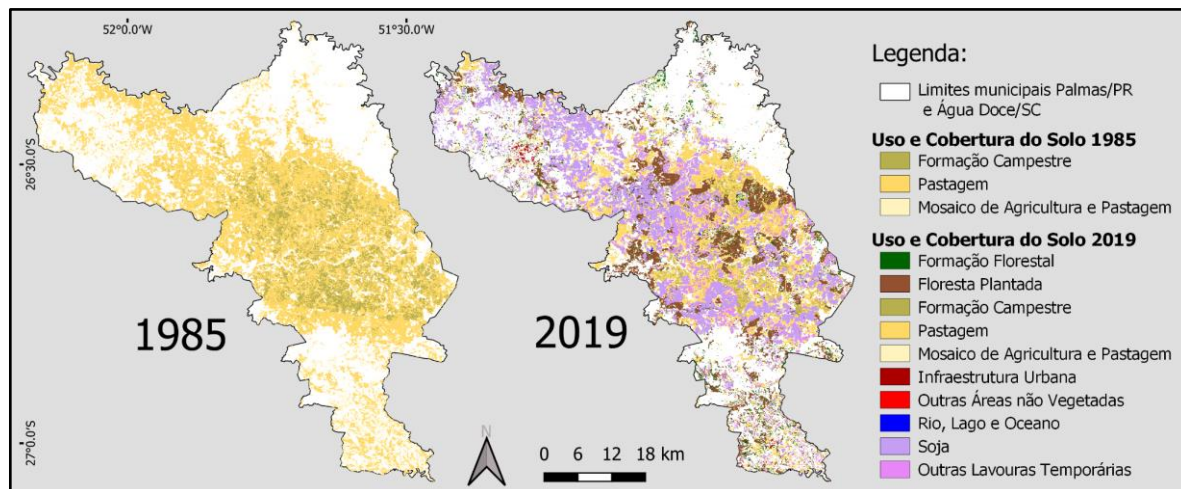 52°0.0'W
51°30.0'W
26°30.0'S
27°0.0'S
1985
2019
N
0 6 12 18 km
Legenda:
Limites municipais Palmas/PR
e Água Doce/SC
Uso e Cobertura do Solo 1985
Formação Campestre
Pastagem
Mosaico de Agricultura e Pastagem
Uso e Cobertura do Solo 2019
Formação Florestal
Floresta Plantada
Formação Campestre
Pastagem
Mosaico de Agricultura e Pastagem
Infraestrutura Urbana
Outras Áreas não Vegetadas
Rio, Lago e Oceano
Soja
Outras Lavouras Temporárias